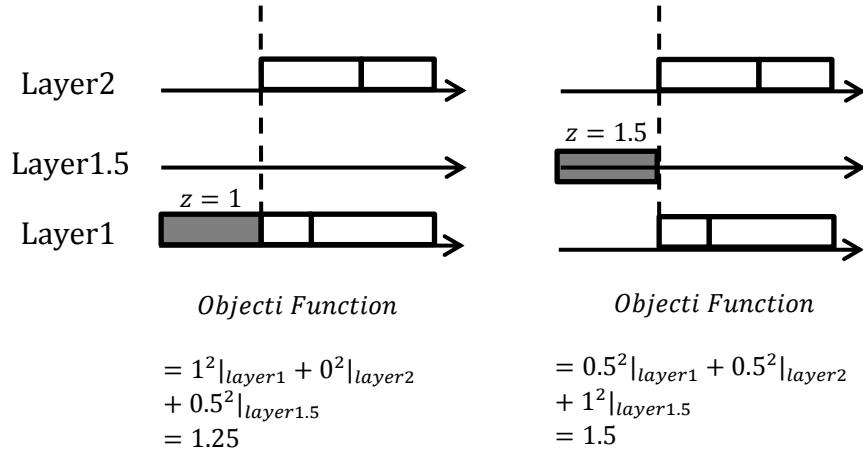 Layer2
Layer1.5
Layer1
z = 1
z = 1.5
Objecti Function
= 1²|layer1 + 0²|layer2
+ 0.5²|layer1.5
= 1.25
Objecti Function
= 0.5²|layer1 + 0.5²|layer2
+ 1²|layer1.5
= 1.5